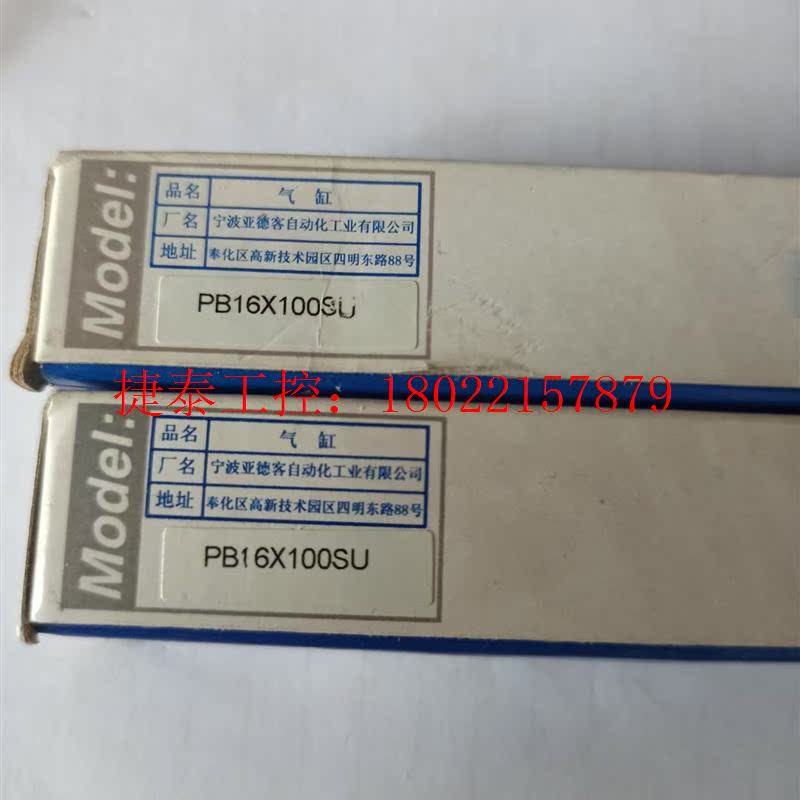 Model:
品名 气缸
厂名 宁波亚德客自动化工业有限公司
地址 奉化区高新技术园区四明东路88号
PB16X100SU
捷泰工控：18022157879
Model:
品名 气缸
厂名 宁波亚德客自动化工业有限公司
地址 奉化区高新技术园区四明东路88号
PB16X100SU